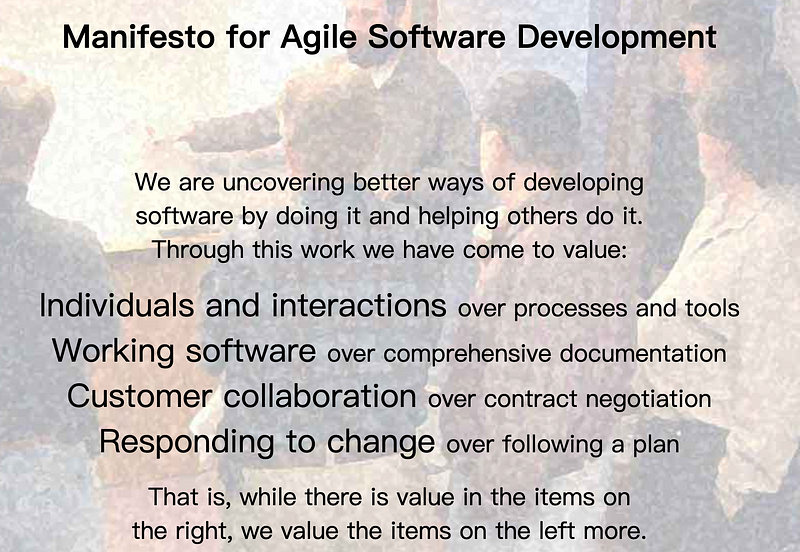 Manifesto for Agile Software Development
We are uncovering better ways of developing
software by doing it and helping others do it.
Through this work we have come to value:
Individuals and interactions over processes and tools
Working software over comprehensive documentation
Customer collaboration over contract negotiation
Responding to change over following a plan
That is, while there is value in the items on
the right, we value the items on the left more.